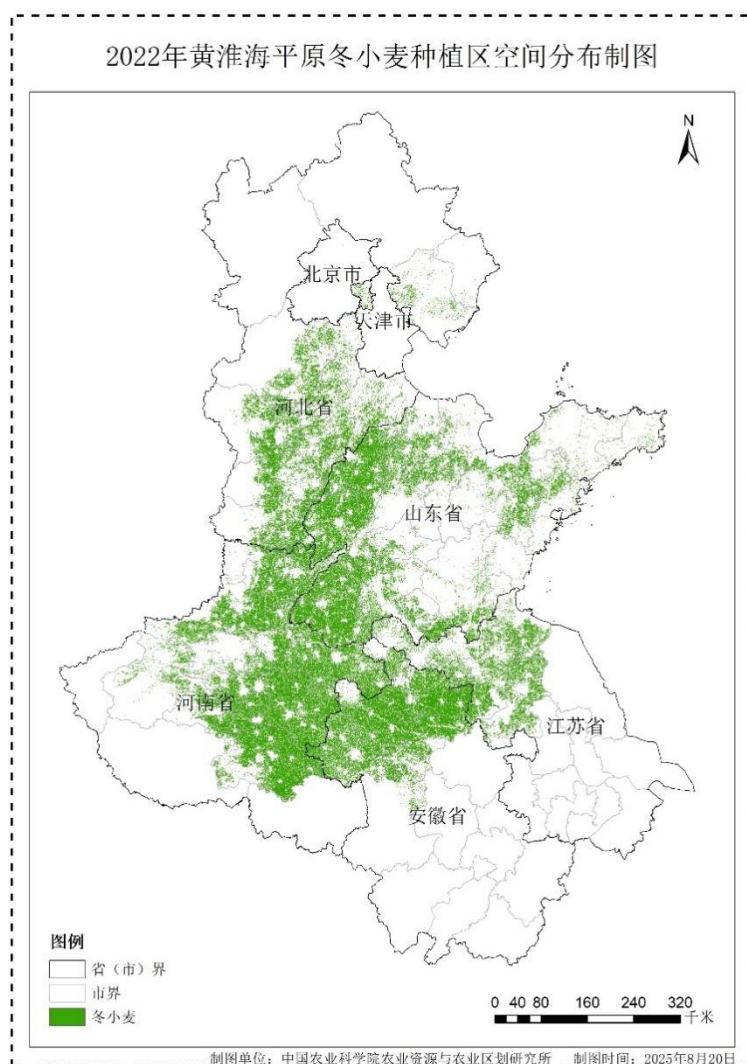 2022年黄淮海平原冬小麦种植区空间分布制图
N
北京市
天津市
河北省
山东省
河南省
江苏省
安徽省
图例
省（市）界
市界
冬小麦
0 40 80 160 240 320
千米
制图单位：中国农业科学院农业资源与农业区划研究所 制图时间：2025年8月20日